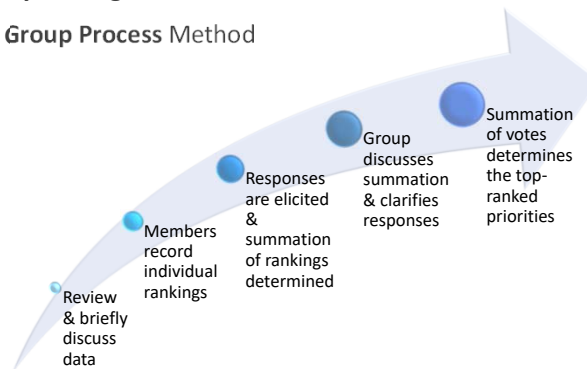 Group Process Method
Review
& briefly
discuss
data
Members
record
individual
rankings
Responses
are elicited
&
summation
of rankings
determined
Group
discusses
summation
& clarifies
responses
Summation
of votes
determines
the top-
ranked
priorities